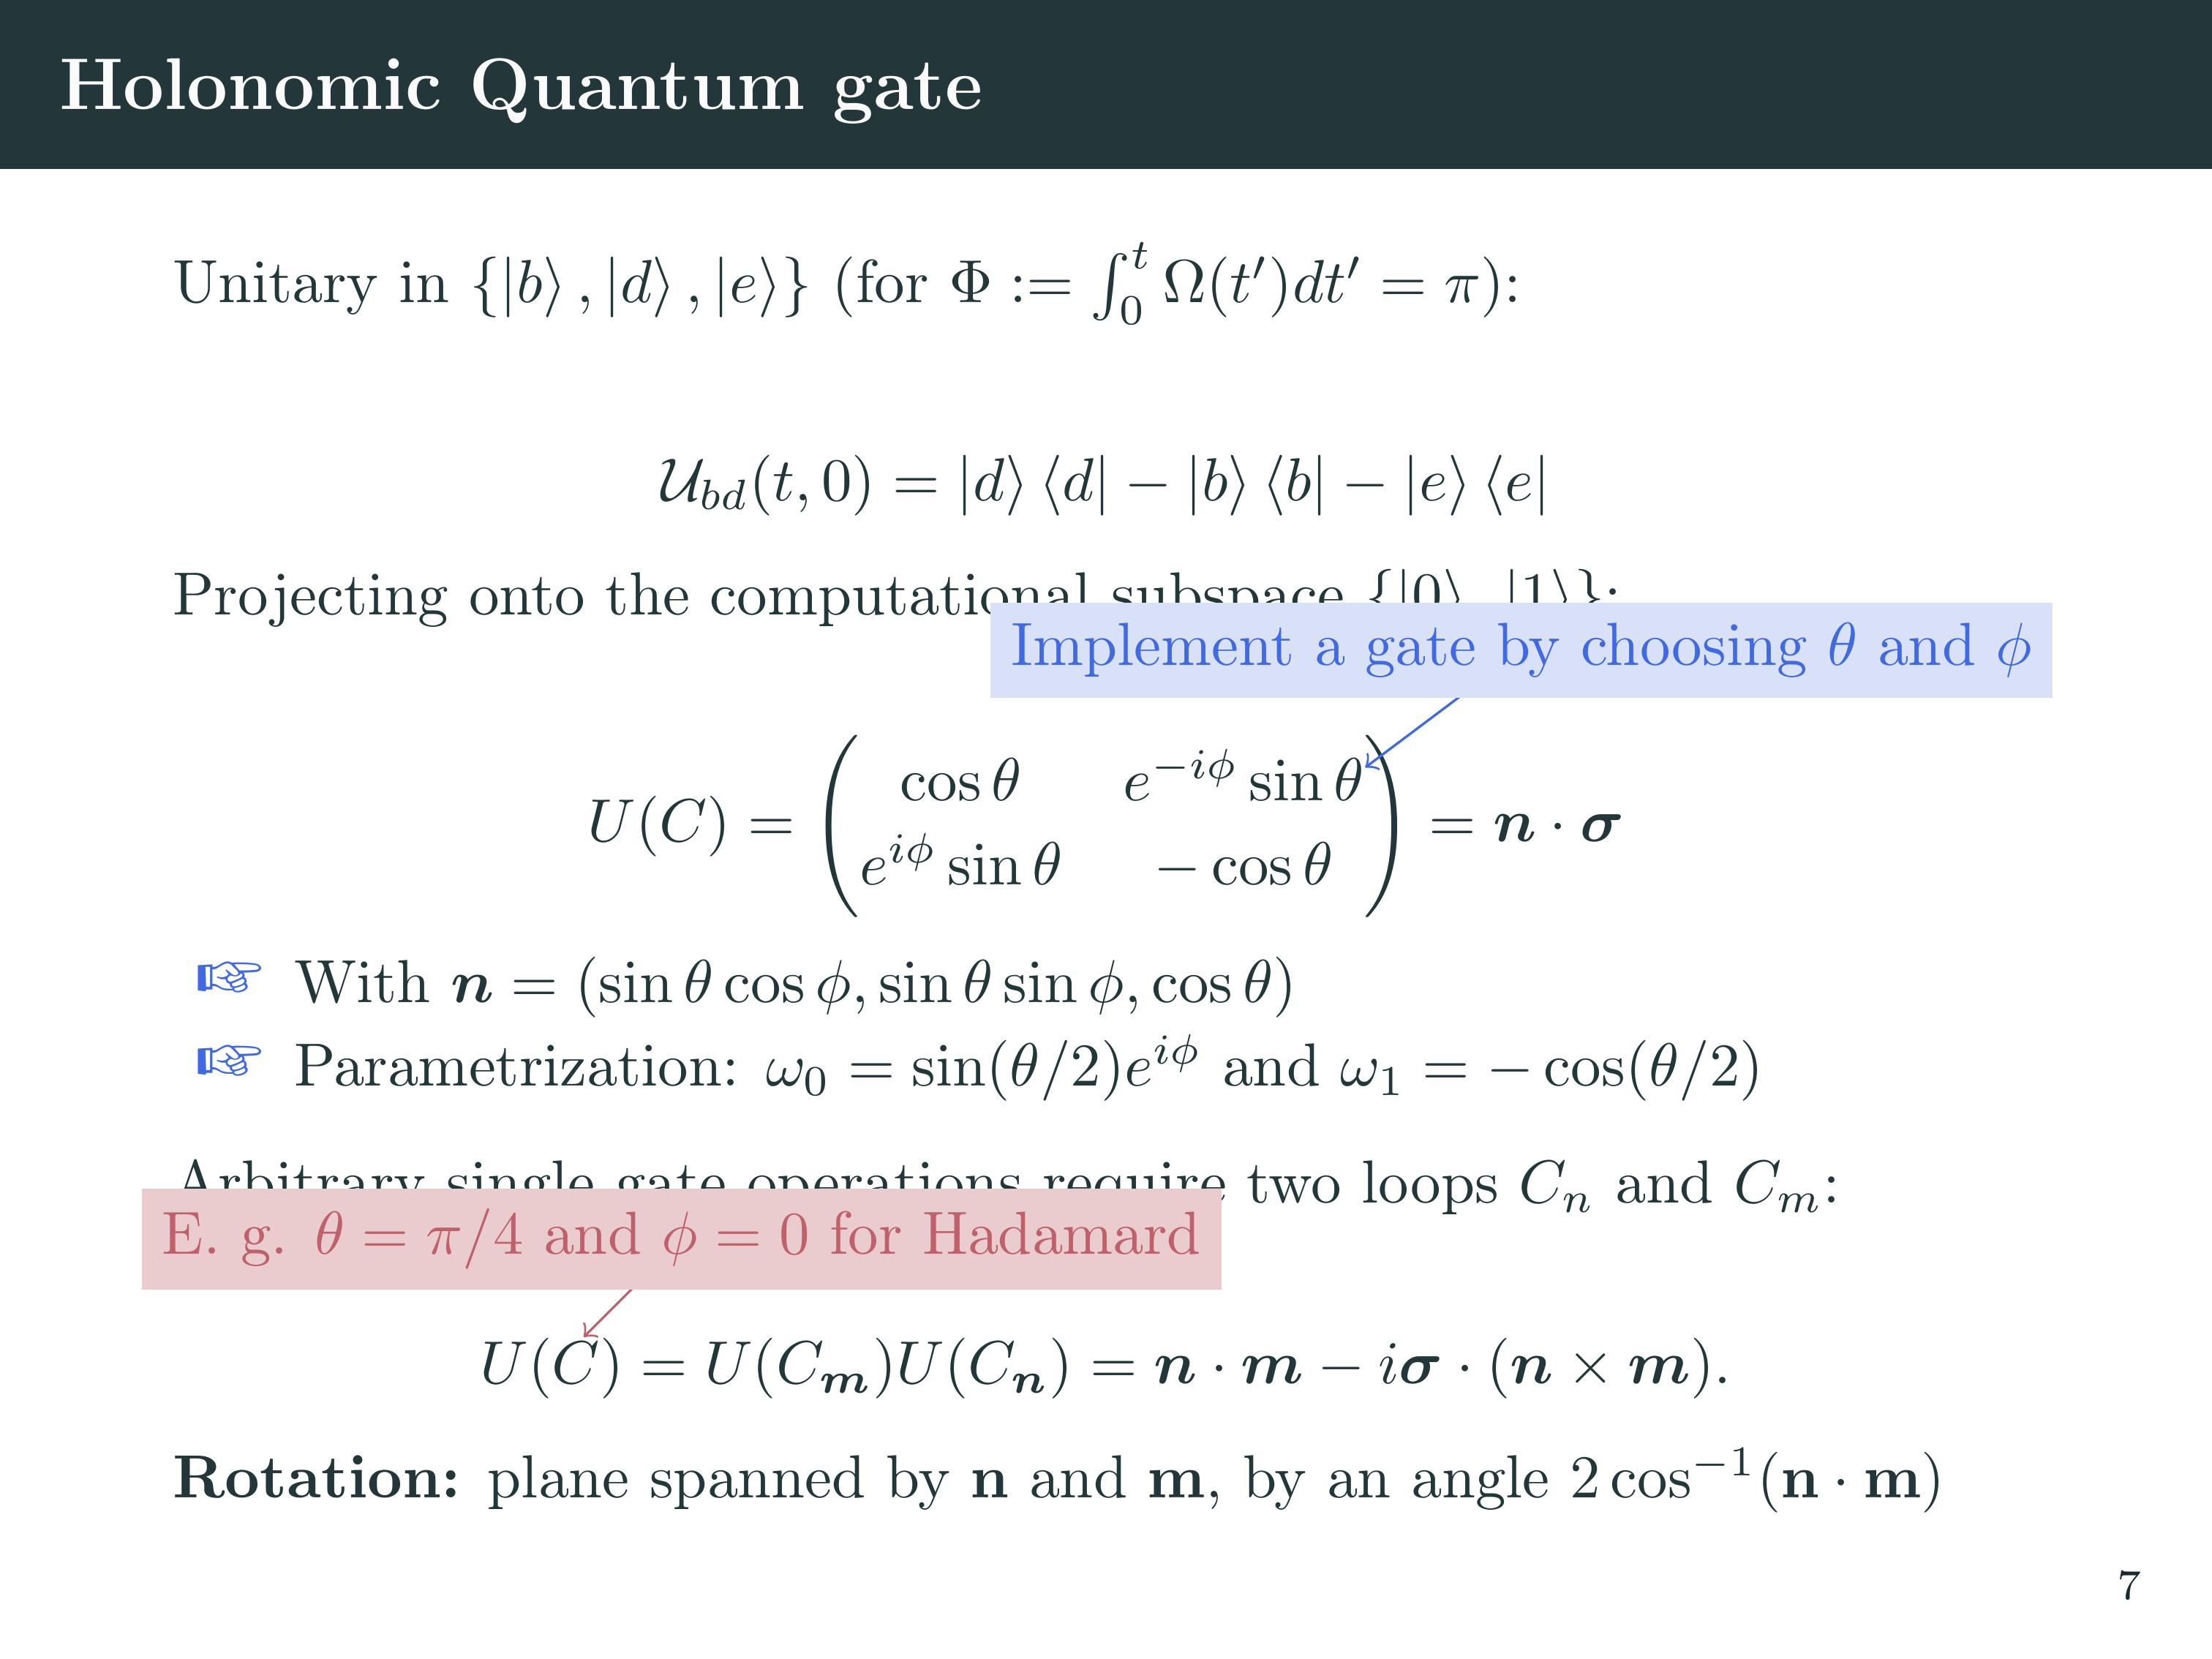 Holonomic Quantum gate
Unitary in {|b⟩, |d⟩, |e⟩} (for Φ := ∫₀ᵗ Ω(t′)dt′ = π):
𝒰_bd(t, 0) = |d⟩⟨d| − |b⟩⟨b| − |e⟩⟨e|
Projecting onto the computational subspace {|0⟩, |1⟩}:
Implement a gate by choosing θ and ϕ
U(C) = ( cos θ   e^{−iϕ} sin θ
e^{iϕ} sin θ   − cos θ ) = n · σ
☞ With n = (sin θ cos ϕ, sin θ sin ϕ, cos θ)
☞ Parametrization: ω₀ = sin(θ/2)e^{iϕ} and ω₁ = − cos(θ/2)
Arbitrary single gate operations require two loops Cₙ and Cₘ:
E. g. θ = π/4 and ϕ = 0 for Hadamard
U(C) = U(Cₘ)U(Cₙ) = n · m − iσ · (n × m).
Rotation: plane spanned by n and m, by an angle 2 cos⁻¹(n · m)
7